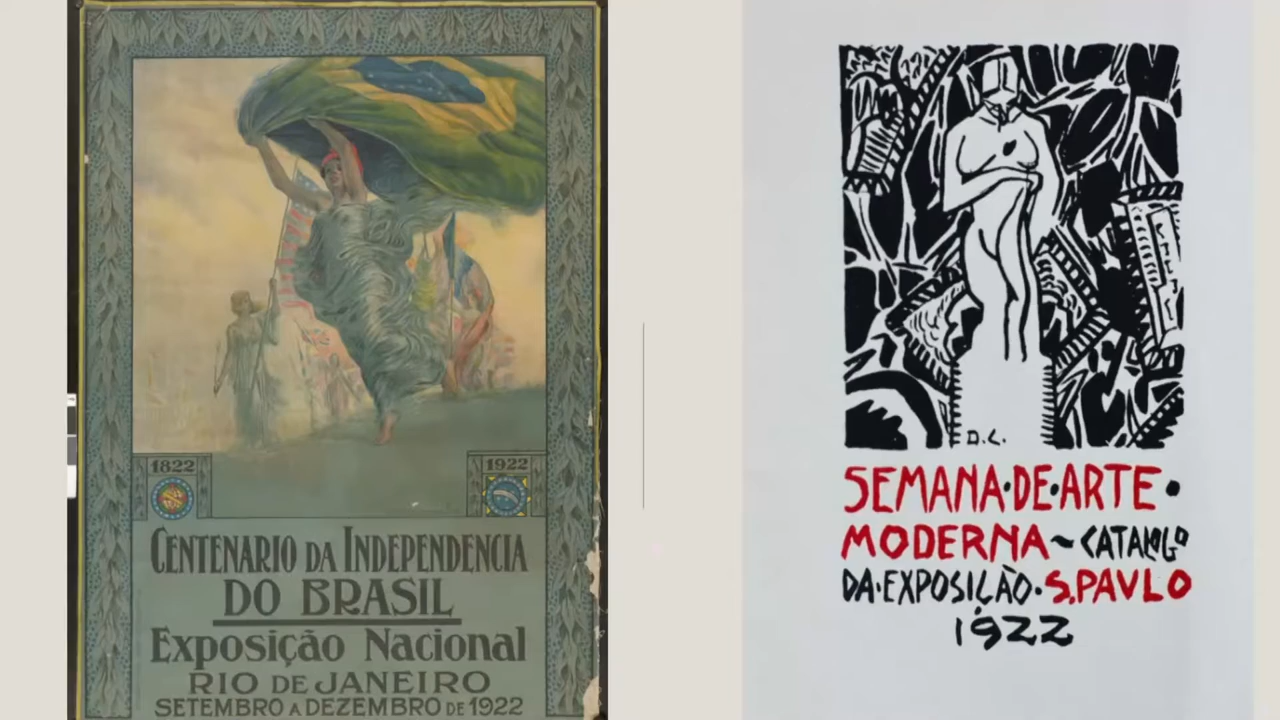 1822
1922
CENTENARIO DA INDEPENDENCIA
DO BRASIL
Exposição Nacional
RIO DE JANEIRO
SETEMBRO A DEZEMBRO DE 1922
D.C.
SEMANA·DE·ARTE·
MODERNA~CATALOGO
DA·EXPOSIÇÃO·S.PAVLO
1922